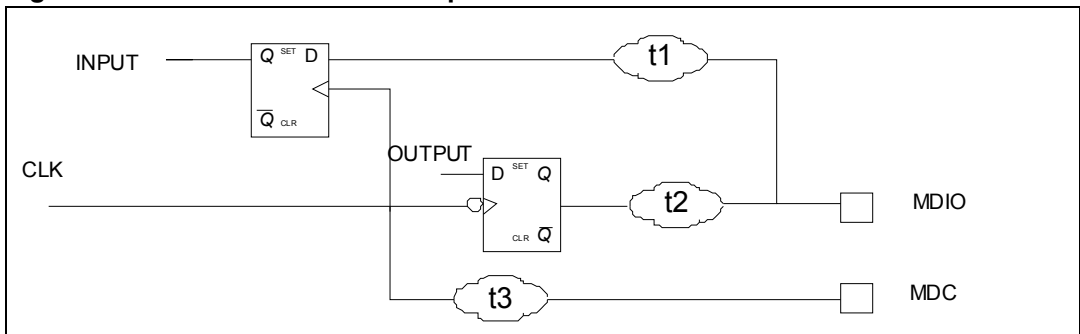 t1
INPUT
Q SET D
Q CLR
OUTPUT
CLK
D SET Q
t2
MDIO
CLR Q
t3
MDC